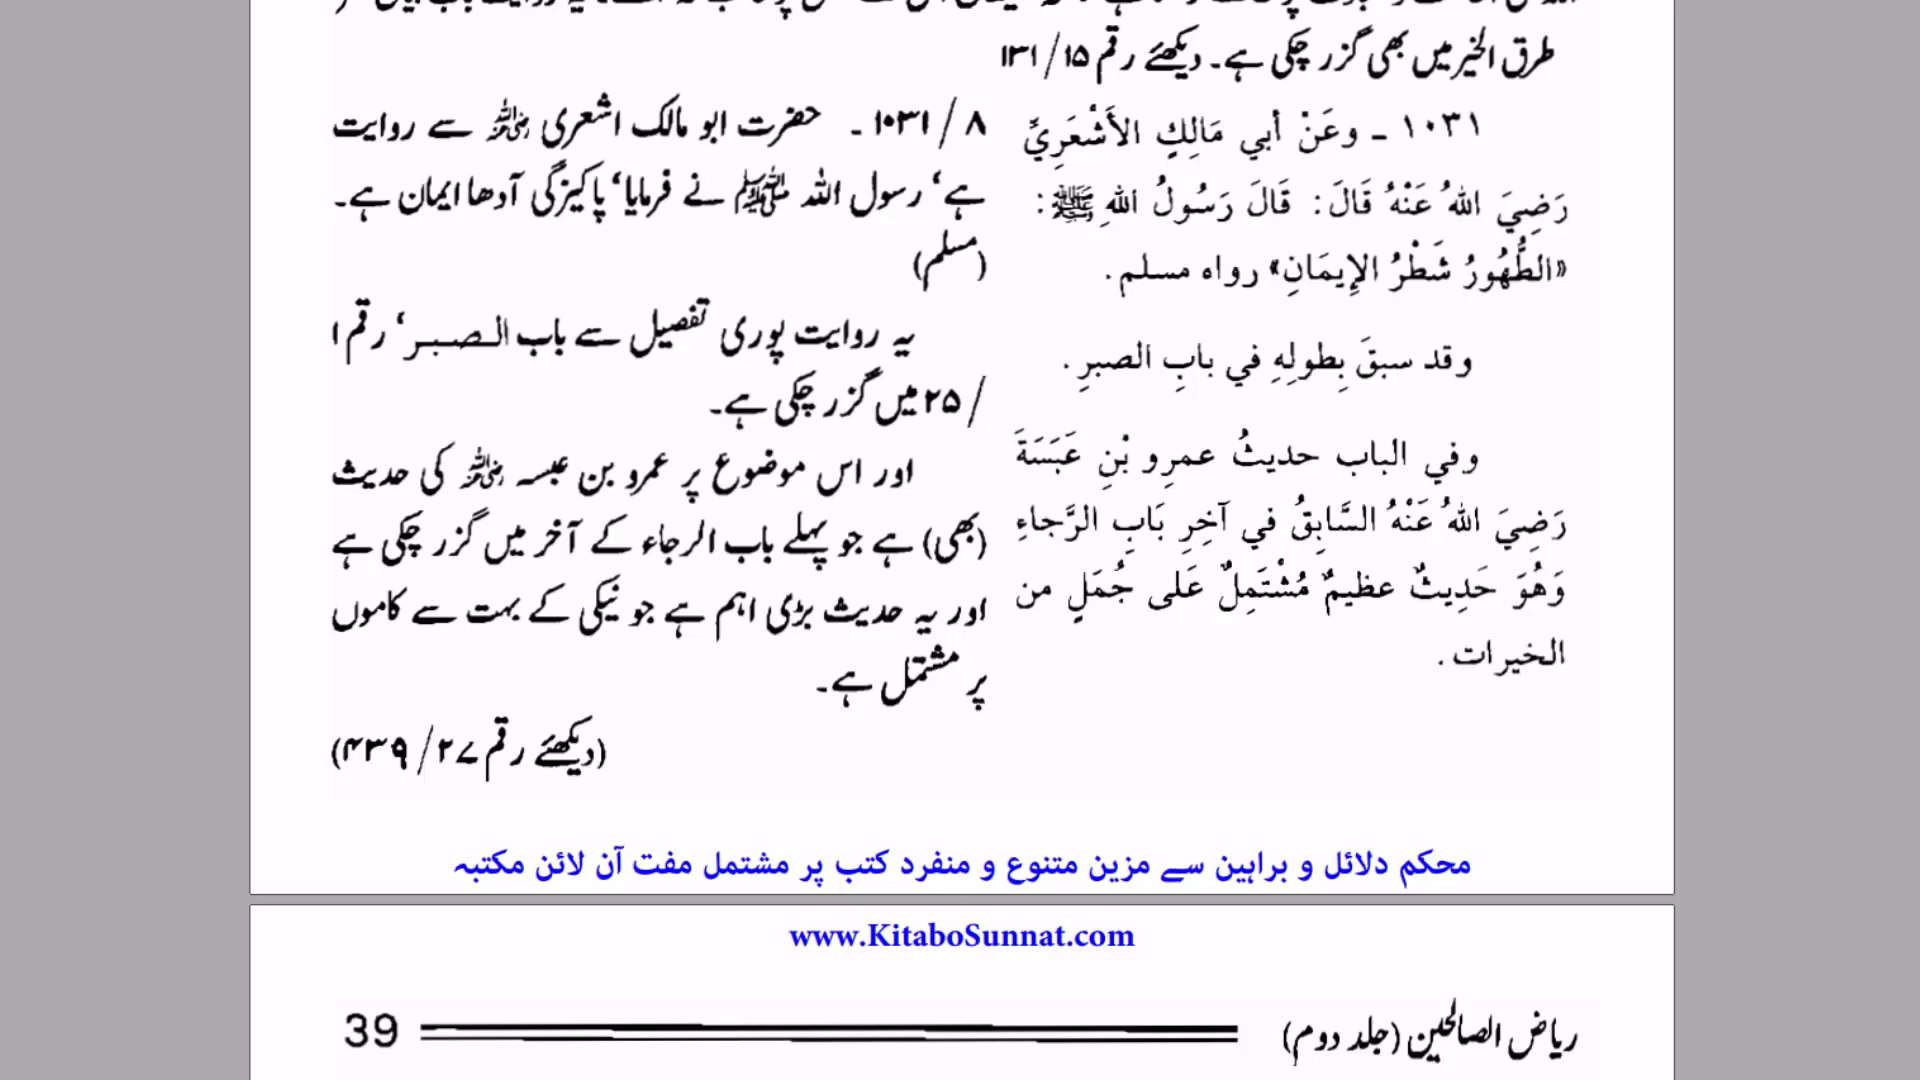 طرق الخیر میں بھی گزر چکی ہے۔ دیکھئے رقم ۱۵/ ۱۳۱
١٠٣١ ـ وعَنْ أبي مَالِكٍ الأَشْعَرِيِّ
رَضِيَ اللهُ عَنْهُ قَالَ: قَالَ رَسُولُ اللهِ ﷺ:
«الطُّهُورُ شَطْرُ الإِيمَانِ» رواه مسلم.
وقد سبقَ بِطولِهِ في بابِ الصبرِ.
وفي الباب حديثُ عمرِو بْنِ عَبَسَةَ
رَضِيَ اللهُ عَنْهُ السَّابِقُ في آخِرِ بَابِ الرَّجاءِ
وَهُوَ حَدِيثٌ عظيمٌ مُشْتَمِلٌ عَلى جُمَلٍ من
الخيرات.
۸ / ۱۰۳۱ ۔ حضرت ابو مالک اشعری رضی اللہ عنہ سے روایت
ہے‘ رسول اللہ ﷺ نے فرمایا‘ پاکیزگی آدھا ایمان ہے۔
(مسلم)
یہ روایت پوری تفصیل سے باب الصبر‘ رقم ۱
/ ۲۵ میں گزر چکی ہے۔
اور اس موضوع پر عمرو بن عبسہ رضی اللہ عنہ کی حدیث
(بھی) ہے جو پہلے باب الرجاء کے آخر میں گزر چکی ہے
اور یہ حدیث بڑی اہم ہے جو نیکی کے بہت سے کاموں
پر مشتمل ہے۔
(دیکھئے رقم ۲۷/ ۴۳۹)
محکم دلائل و براہین سے مزین متنوع و منفرد کتب پر مشتمل مفت آن لائن مکتبہ
www.KitaboSunnat.com
ریاض الصالحین (جلد دوم) 39